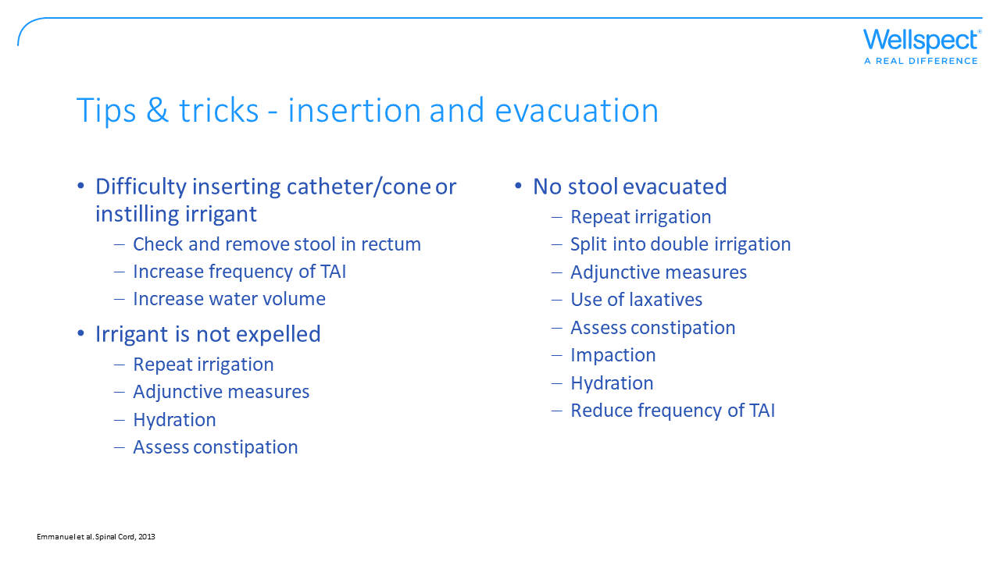 Wellspect®
A REAL DIFFERENCE
Tips & tricks - insertion and evacuation
• Difficulty inserting catheter/cone or
instilling irrigant
– Check and remove stool in rectum
– Increase frequency of TAI
– Increase water volume
• Irrigant is not expelled
– Repeat irrigation
– Adjunctive measures
– Hydration
– Assess constipation
• No stool evacuated
– Repeat irrigation
– Split into double irrigation
– Adjunctive measures
– Use of laxatives
– Assess constipation
– Impaction
– Hydration
– Reduce frequency of TAI
Emmanuel et al. Spinal Cord, 2013